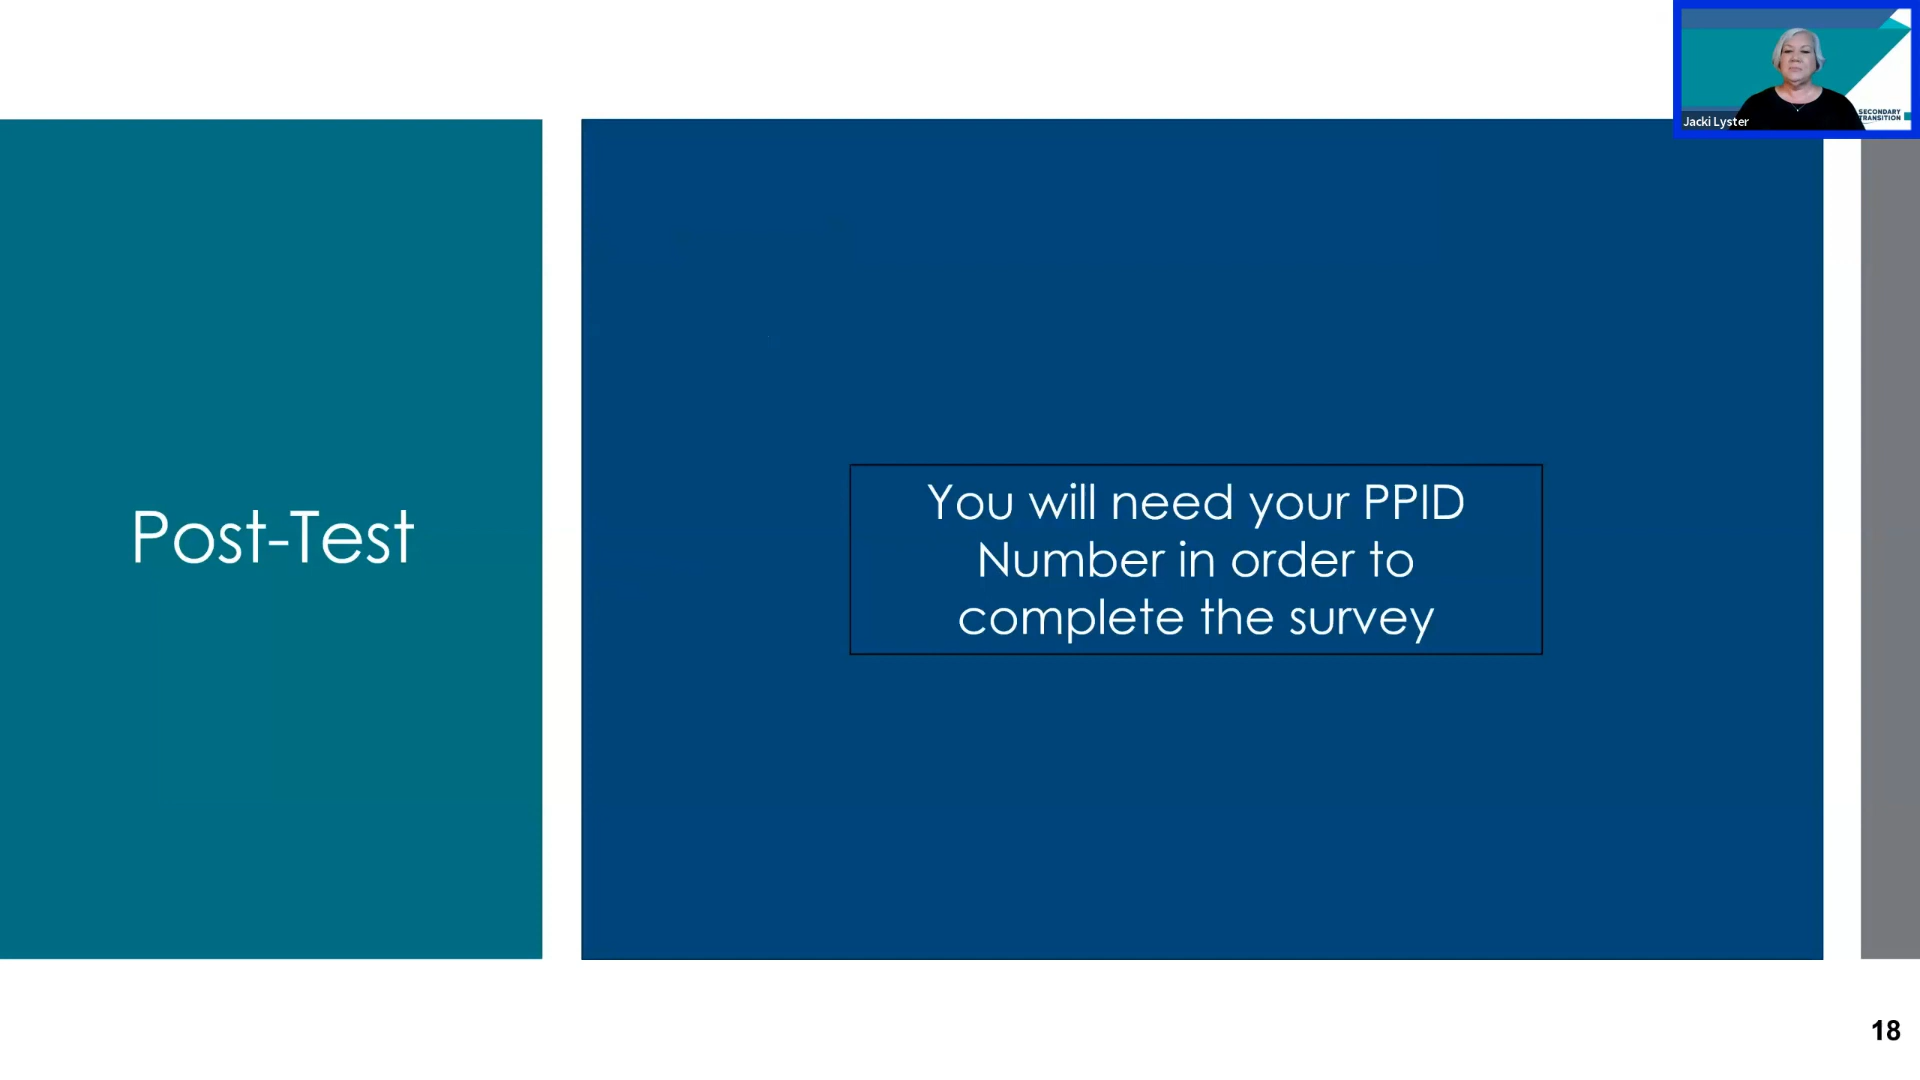 SECONDARY
TRANSITION
Jacki Lyster
Post-Test
You will need your PPID
Number in order to
complete the survey
18